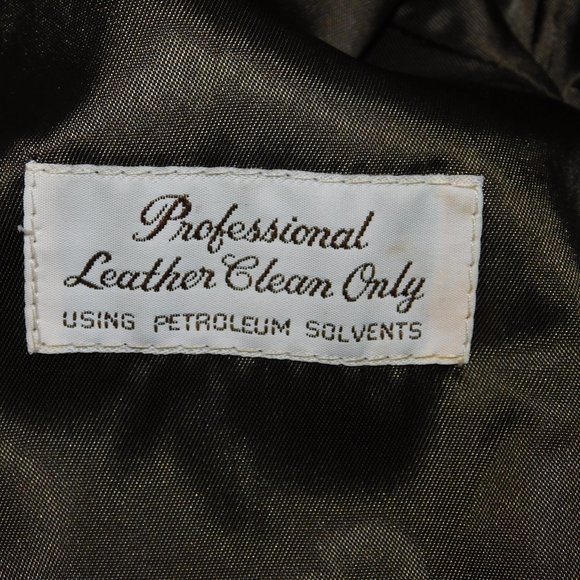 Professional
Leather Clean Only
USING PETROLEUM SOLVENTS